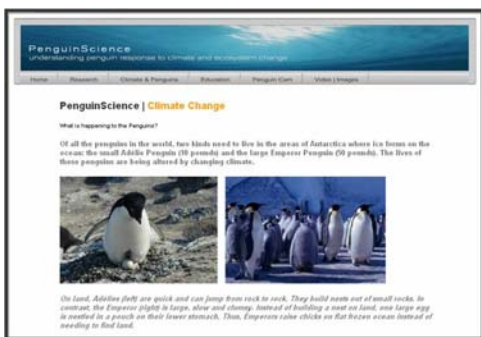 PenguinScience
understanding penguin response to climate and ecosystem change
Home Research Climate & Penguins Education Penguin Cam Video | Images
PenguinScience | Climate Change
What is happening to the Penguins?
Of all the penguins in the world, two kinds need to live in the areas of Antarctica where ice forms on the
ocean: the small Adélie Penguin (10 pounds) and the large Emperor Penguin (50 pounds). The lives of
these penguins are being altered by changing climate.
On land, Adélies (left) are quick and can jump from rock to rock. They build nests out of small rocks. In
contrast, the Emperor (right) is large, slow and clumsy. Instead of building a nest on land, one large egg
is nestled in a pouch on their lower stomach. Thus, Emperors raise chicks on flat frozen ocean instead of
needing to find land.